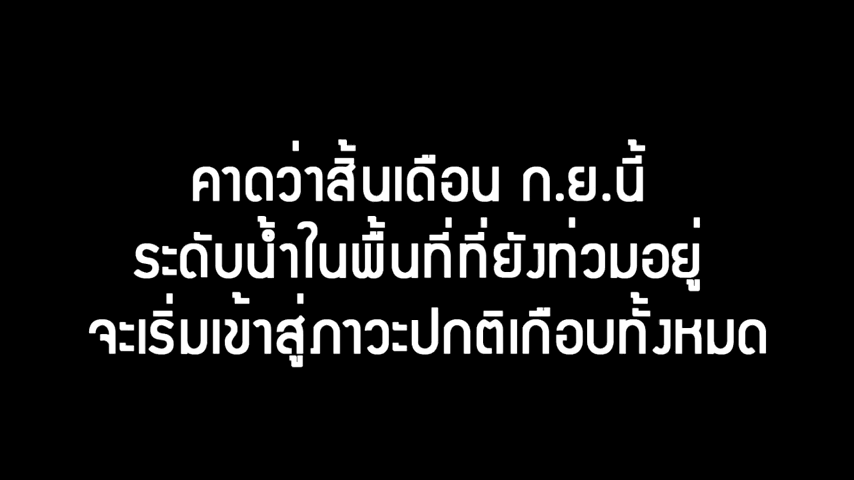 คาดว่าสิ้นเดือน ก.ย.นี้
ระดับน้ำในพื้นที่ที่ยังท่วมอยู่
จะเริ่มเข้าสู่ภาวะปกติเกือบทั้งหมด